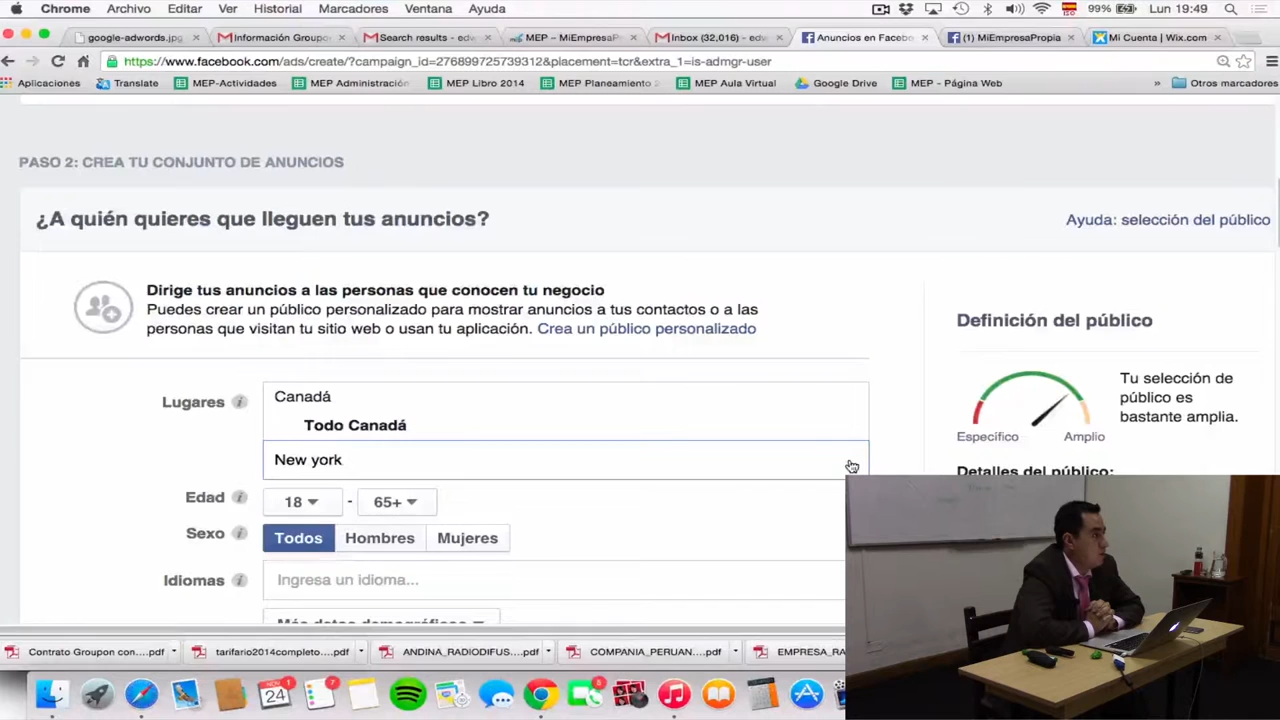 Chrome Archivo Editar Ver Historial Marcadores Ventana Ayuda 99% Lun 19:49
google-adwords.jpg Información Groupo Search results - edw MEP – MiEmpresaP Inbox (32,016) - edw Anuncios en Facebo (1) MiEmpresaPropia Mi Cuenta | Wix.com
https://www.facebook.com/ads/create/?campaign_id=276899725739312&placement=tcr&extra_1=is-admgr-user
Aplicaciones Translate MEP-Actividades MEP Administración MEP Libro 2014 MEP Planeamiento MEP Aula Virtual Google Drive MEP - Página Web » Otros marcadores
PASO 2: CREA TU CONJUNTO DE ANUNCIOS
¿A quién quieres que lleguen tus anuncios?
Ayuda: selección del público
Dirige tus anuncios a las personas que conocen tu negocio
Puedes crear un público personalizado para mostrar anuncios a tus contactos o a las
personas que visitan tu sitio web o usan tu aplicación. Crea un público personalizado
Definición del público
Tu selección de
público es
bastante amplia.
Específico Amplio
Detalles del público:
Lugares
Canadá
Todo Canadá
New york
Edad 18 - 65+
Sexo Todos Hombres Mujeres
Idiomas Ingresa un idioma...
Más datos demográficos
Contrato Groupon con....pdf tarifario2014completo....pdf ANDINA_RADIODIFUS....pdf COMPANIA_PERUAN....pdf EMPRESA_RA
NOV
24 1 7 8